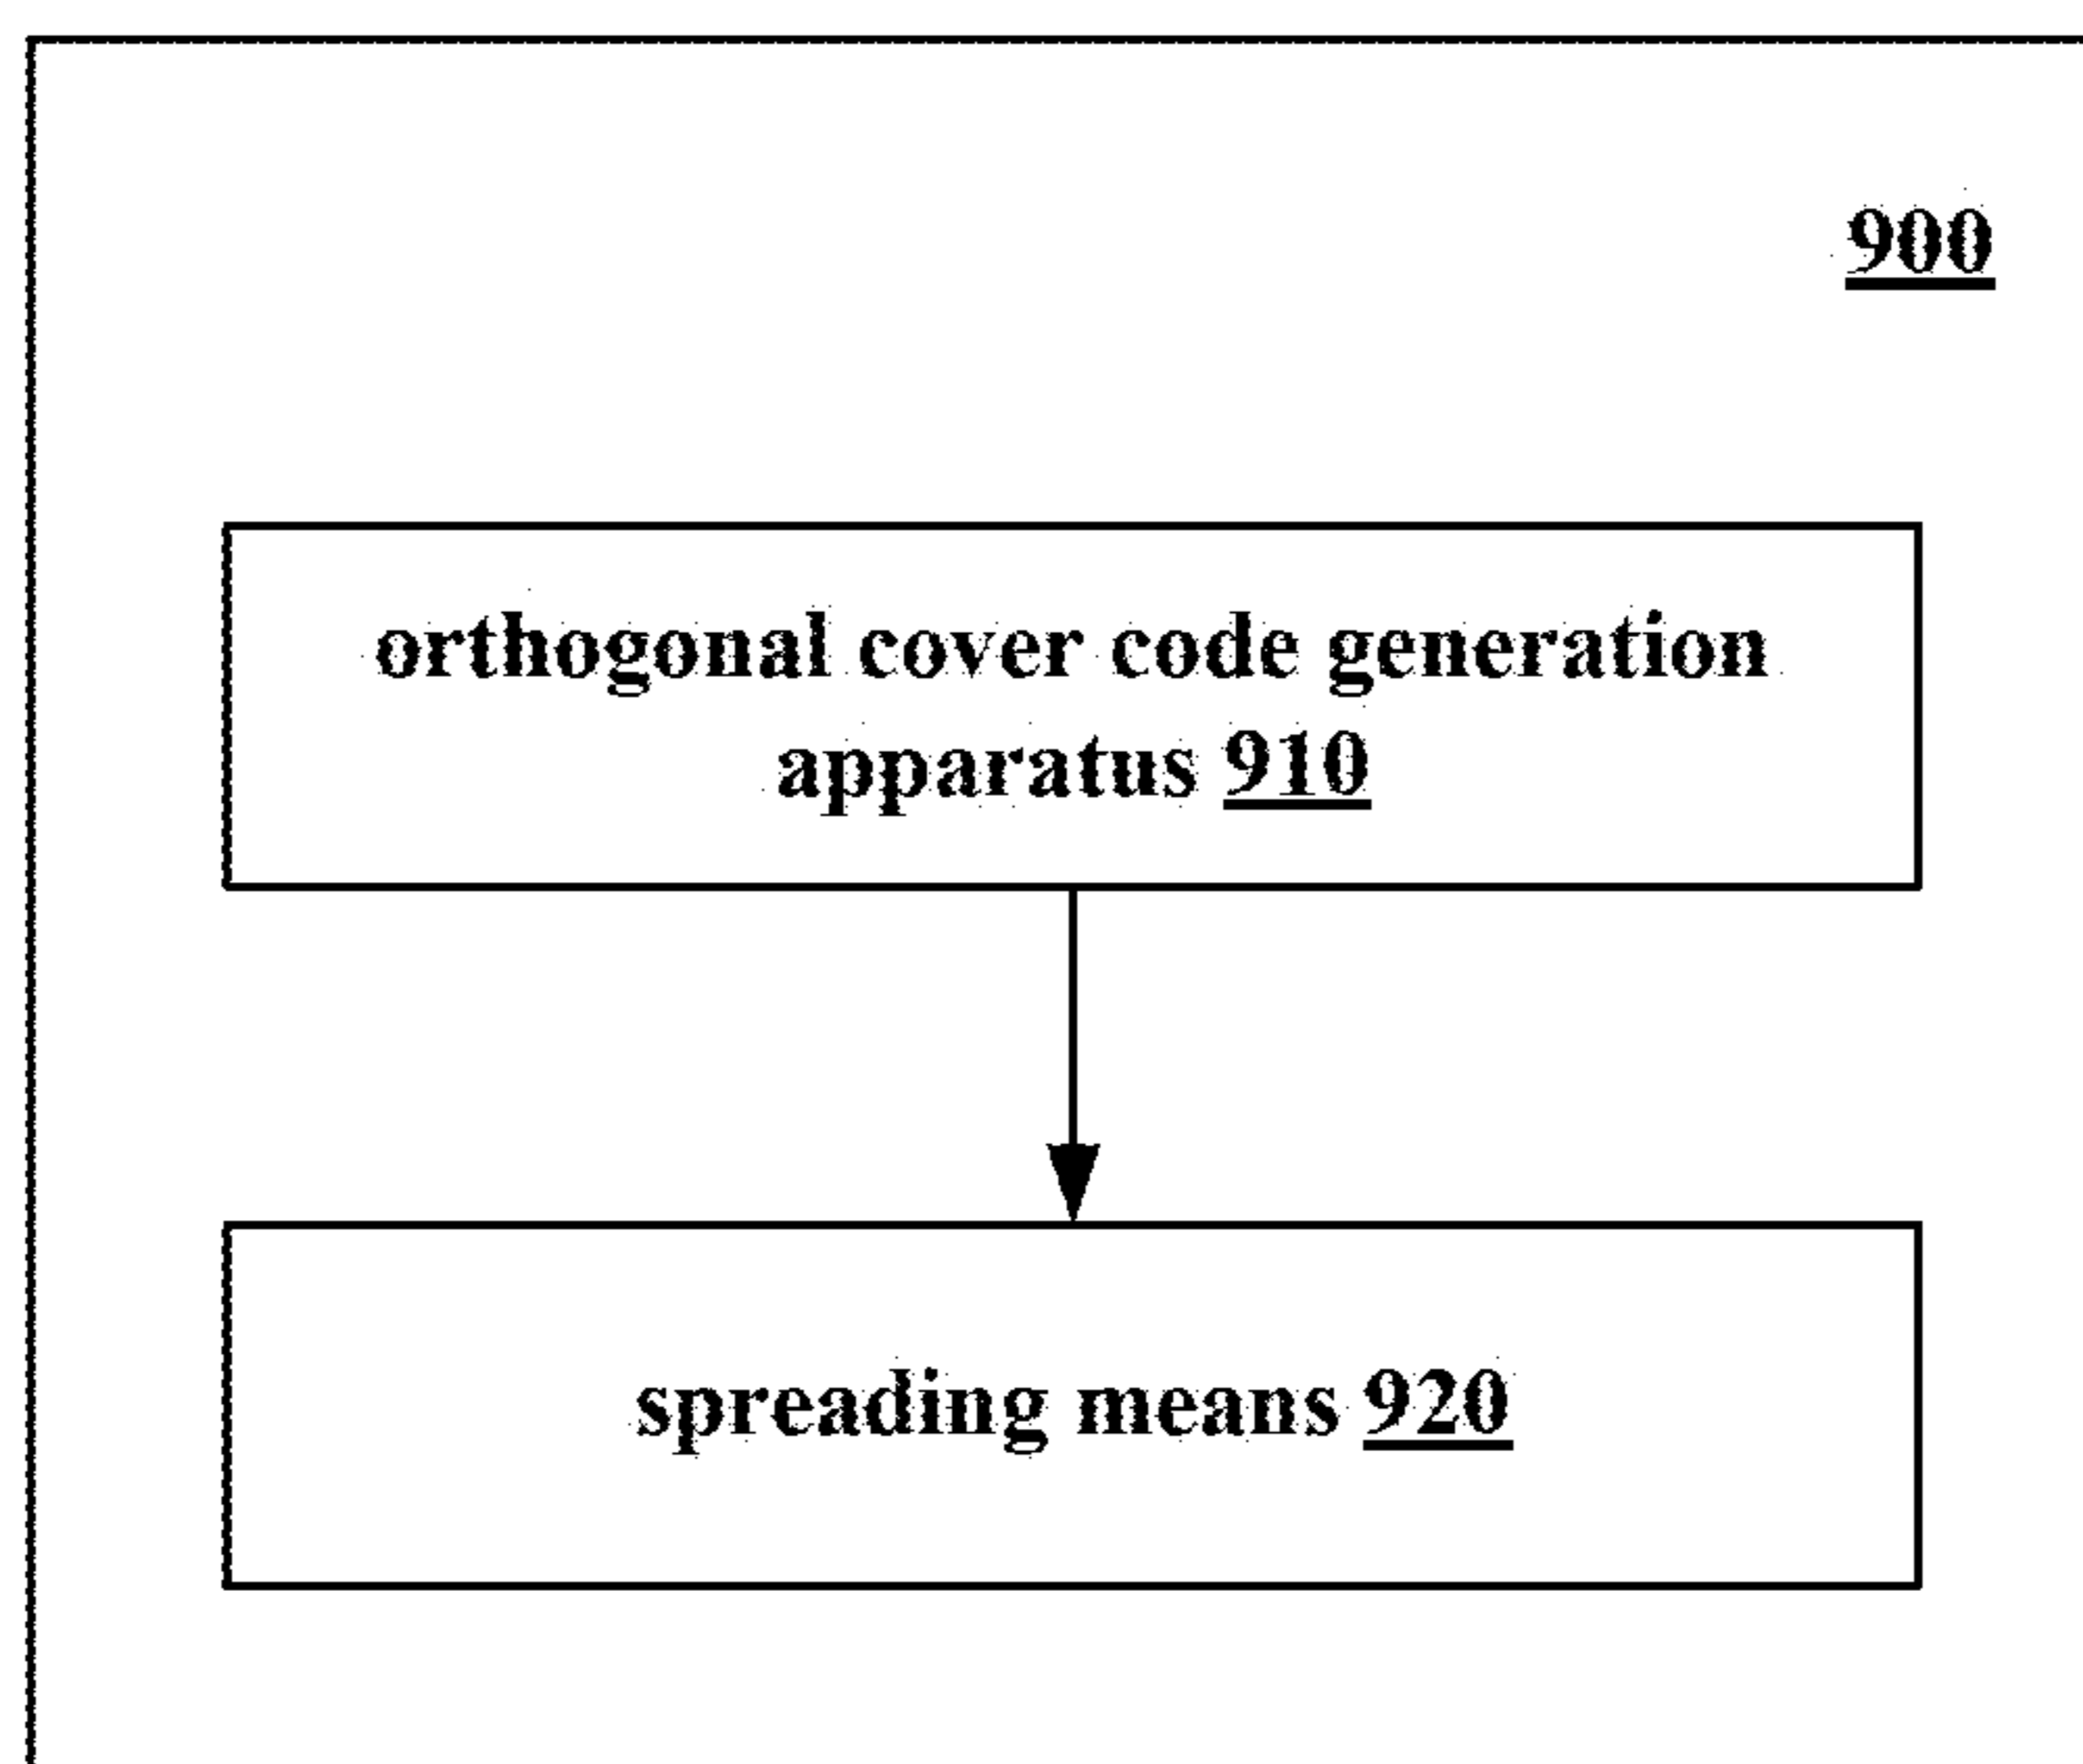 900
orthogonal cover code generation
apparatus 910
spreading means 920